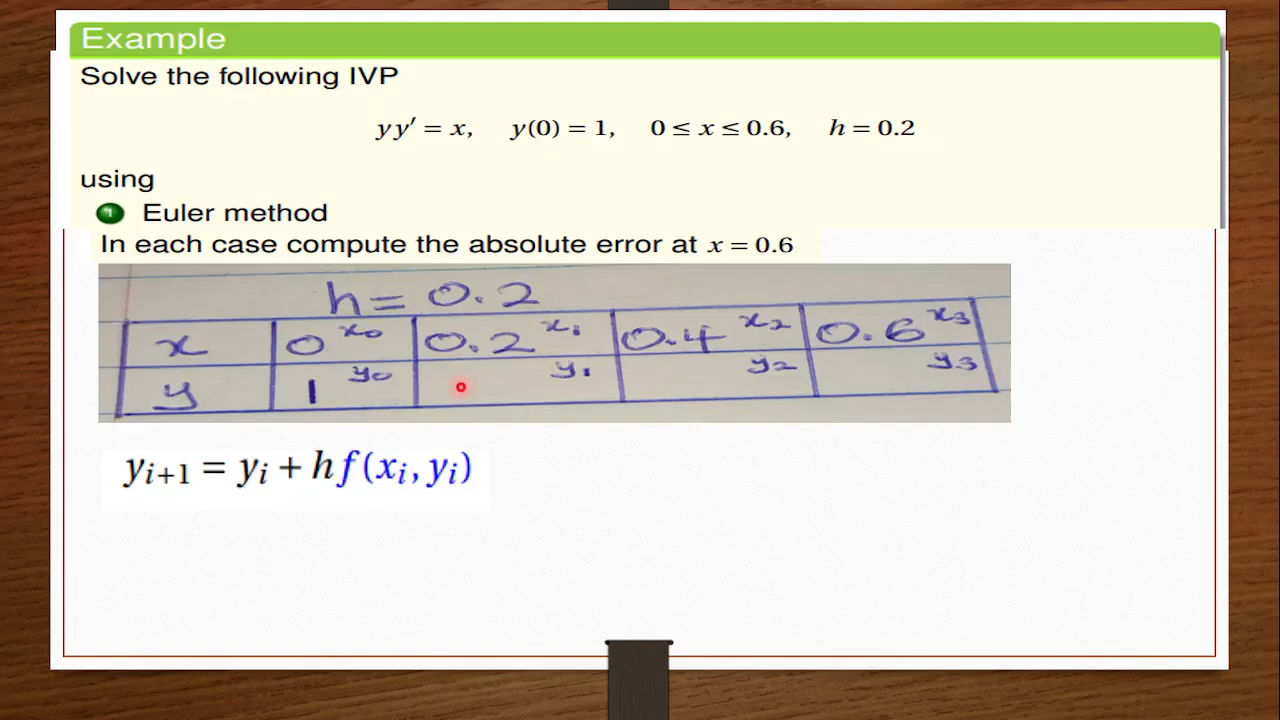 Example
Solve the following IVP
yy′ = x, y(0) = 1, 0 ≤ x ≤ 0.6, h = 0.2
using
1 Euler method
In each case compute the absolute error at x = 0.6
h = 0.2
x 0 x₀ 0.2 x₁ 0.4 x₂ 0.6 x₃
y 1 y₀ y₁ y₂ y₃
yᵢ₊₁ = yᵢ + hf(xᵢ, yᵢ)